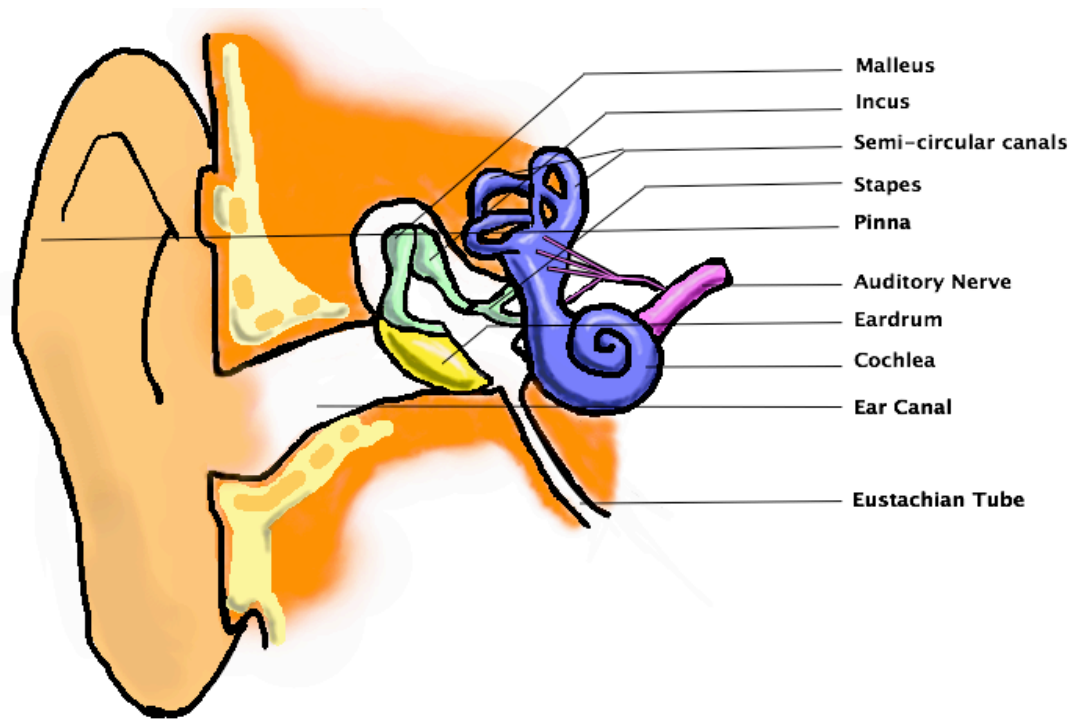 Malleus
Incus
Semi-circular canals
Stapes
Pinna
Auditory Nerve
Eardrum
Cochlea
Ear Canal
Eustachian Tube